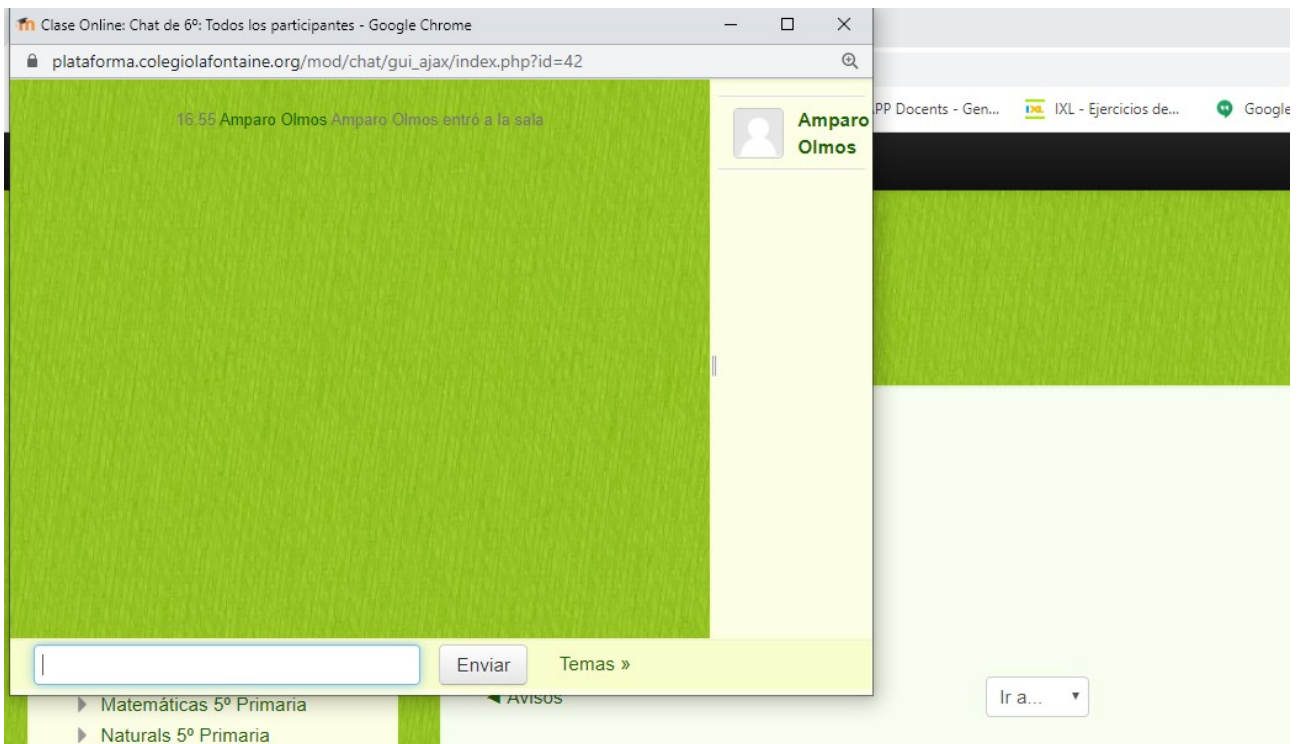 Clase Online: Chat de 6º: Todos los participantes - Google Chrome
plataforma.colegiolafontaine.org/mod/chat/gui_ajax/index.php?id=42
16:55 Amparo Olmos Amparo Olmos entró a la sala
Amparo
Olmos
PP Docents - Gen...
IXL - Ejercicios de...
Google
Enviar
Temas »
◄ Avisos
Ir a...
Matemáticas 5º Primaria
Naturals 5º Primaria